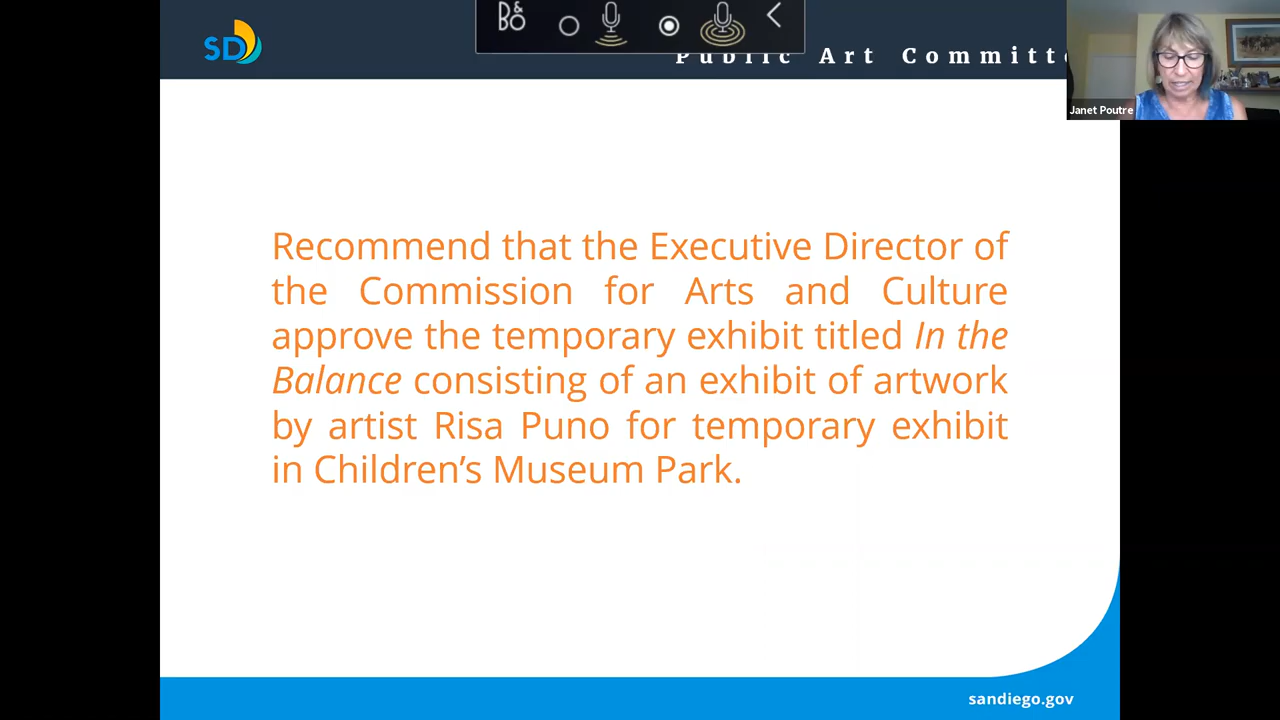 SD
Public Art Committe
Janet Poutre
Recommend that the Executive Director of
the Commission for Arts and Culture
approve the temporary exhibit titled In the
Balance consisting of an exhibit of artwork
by artist Risa Puno for temporary exhibit
in Children's Museum Park.
sandiego.gov